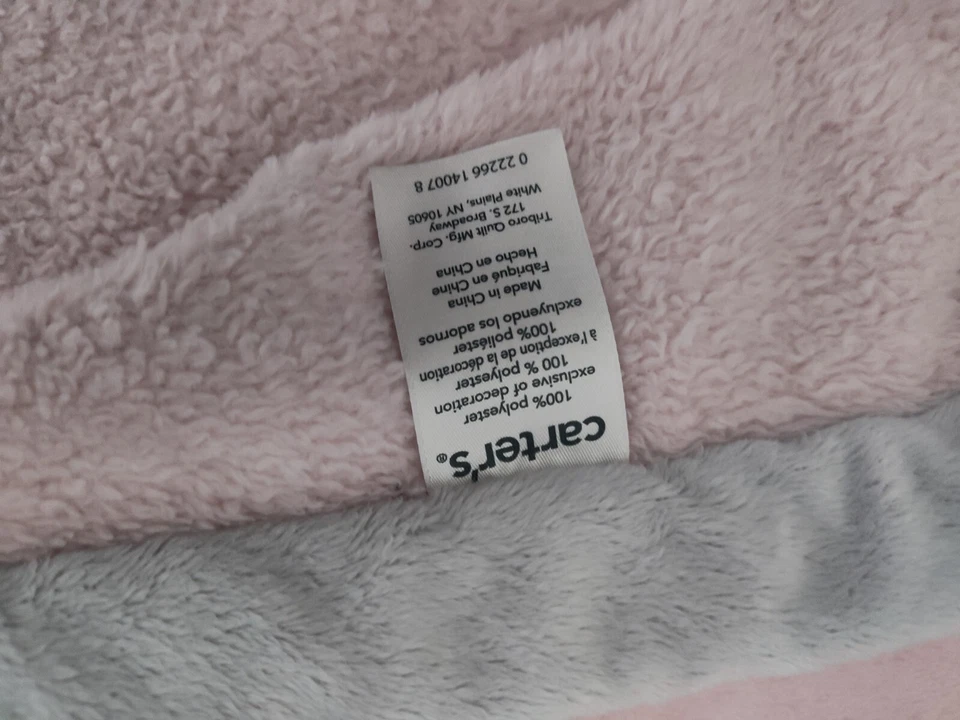 carter's®
100% polyester
exclusive of decoration
100 % polyester
à l'exception de la décoration
100% poliéster
excluyendo los adornos
Made in China
Fabriqué en Chine
Hecho en China
Triboro Quilt Mfg. Corp.
172 S. Broadway
White Plains, NY 10605
0 22266 14007 8